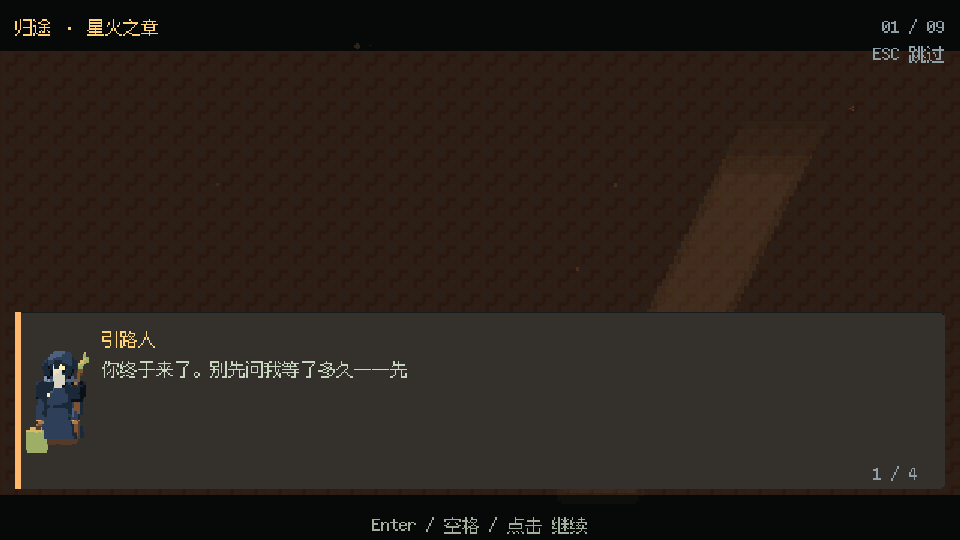 归途 · 星火之章
01 / 09
ESC 跳过
引路人
你终于来了。别先问我等了多久——先
1 / 4
Enter / 空格 / 点击 继续